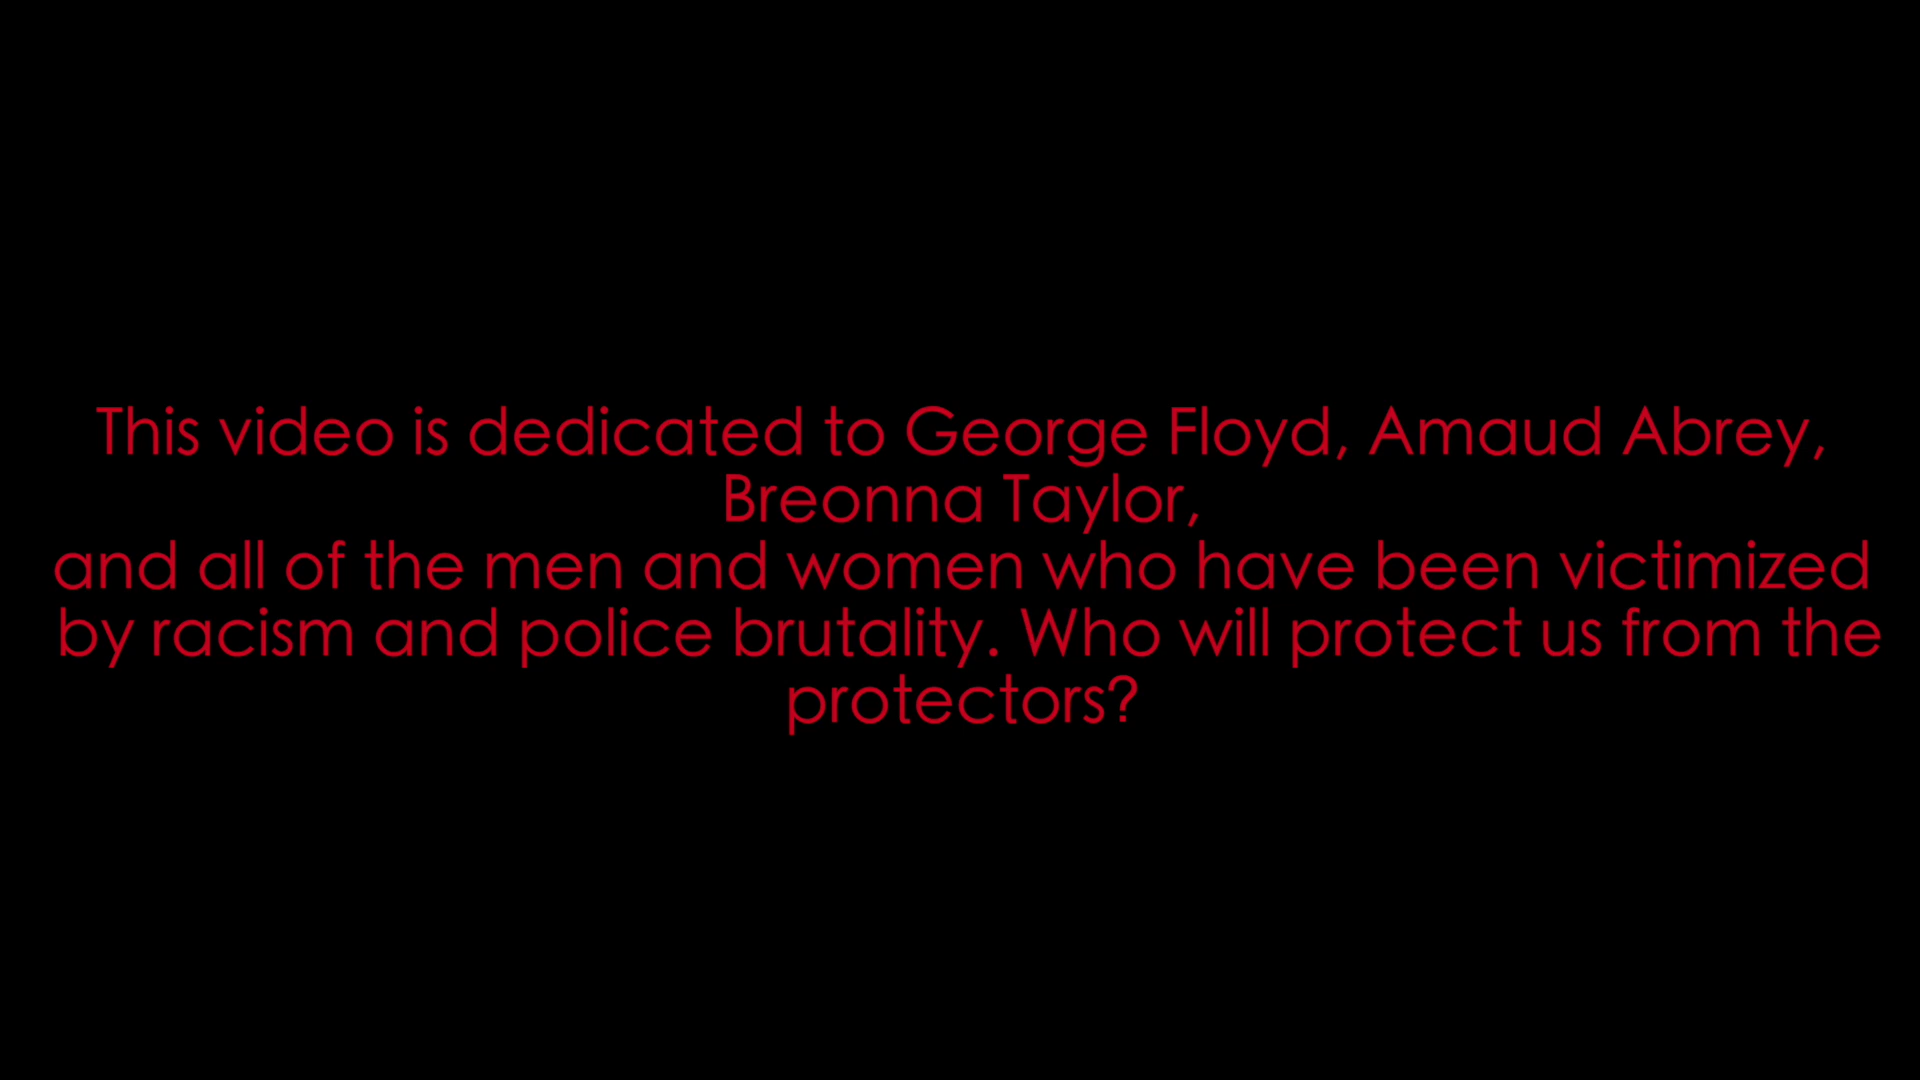 This video is dedicated to George Floyd, Amaud Abrey,
Breonna Taylor,
and all of the men and women who have been victimized
by racism and police brutality. Who will protect us from the
protectors?